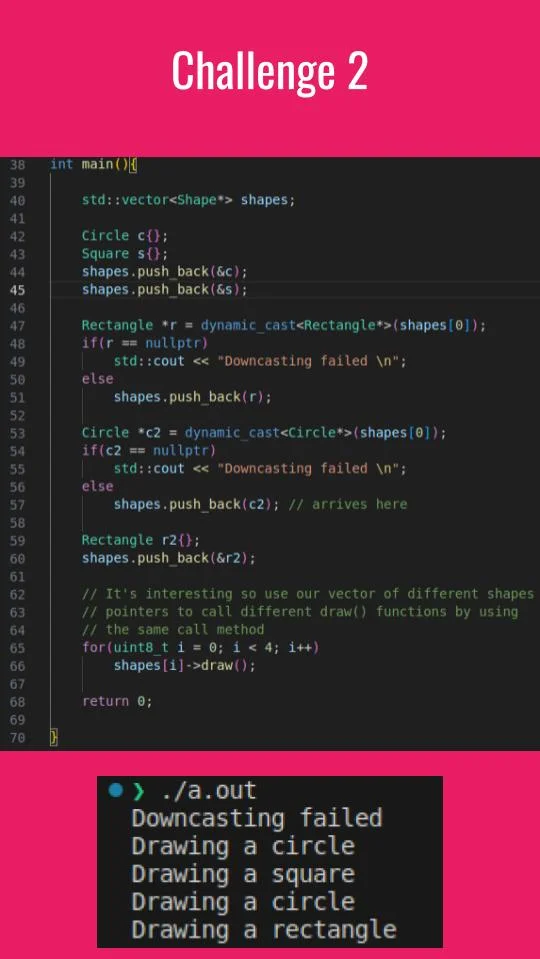 Challenge 2
38 int main(){
39
40 std::vector<Shape*> shapes;
41
42 Circle c{};
43 Square s{};
44 shapes.push_back(&c);
45 shapes.push_back(&s);
46
47 Rectangle *r = dynamic_cast<Rectangle*>(shapes[0]);
48 if(r == nullptr)
49 std::cout << "Downcasting failed \n";
50 else
51 shapes.push_back(r);
52
53 Circle *c2 = dynamic_cast<Circle*>(shapes[0]);
54 if(c2 == nullptr)
55 std::cout << "Downcasting failed \n";
56 else
57 shapes.push_back(c2); // arrives here
58
59 Rectangle r2{};
60 shapes.push_back(&r2);
61
62 // It's interesting so use our vector of different shapes
63 // pointers to call different draw() functions by using
64 // the same call method
65 for(uint8_t i = 0; i < 4; i++)
66 shapes[i]->draw();
67
68 return 0;
69
70 }
❯ ./a.out
Downcasting failed
Drawing a circle
Drawing a square
Drawing a circle
Drawing a rectangle